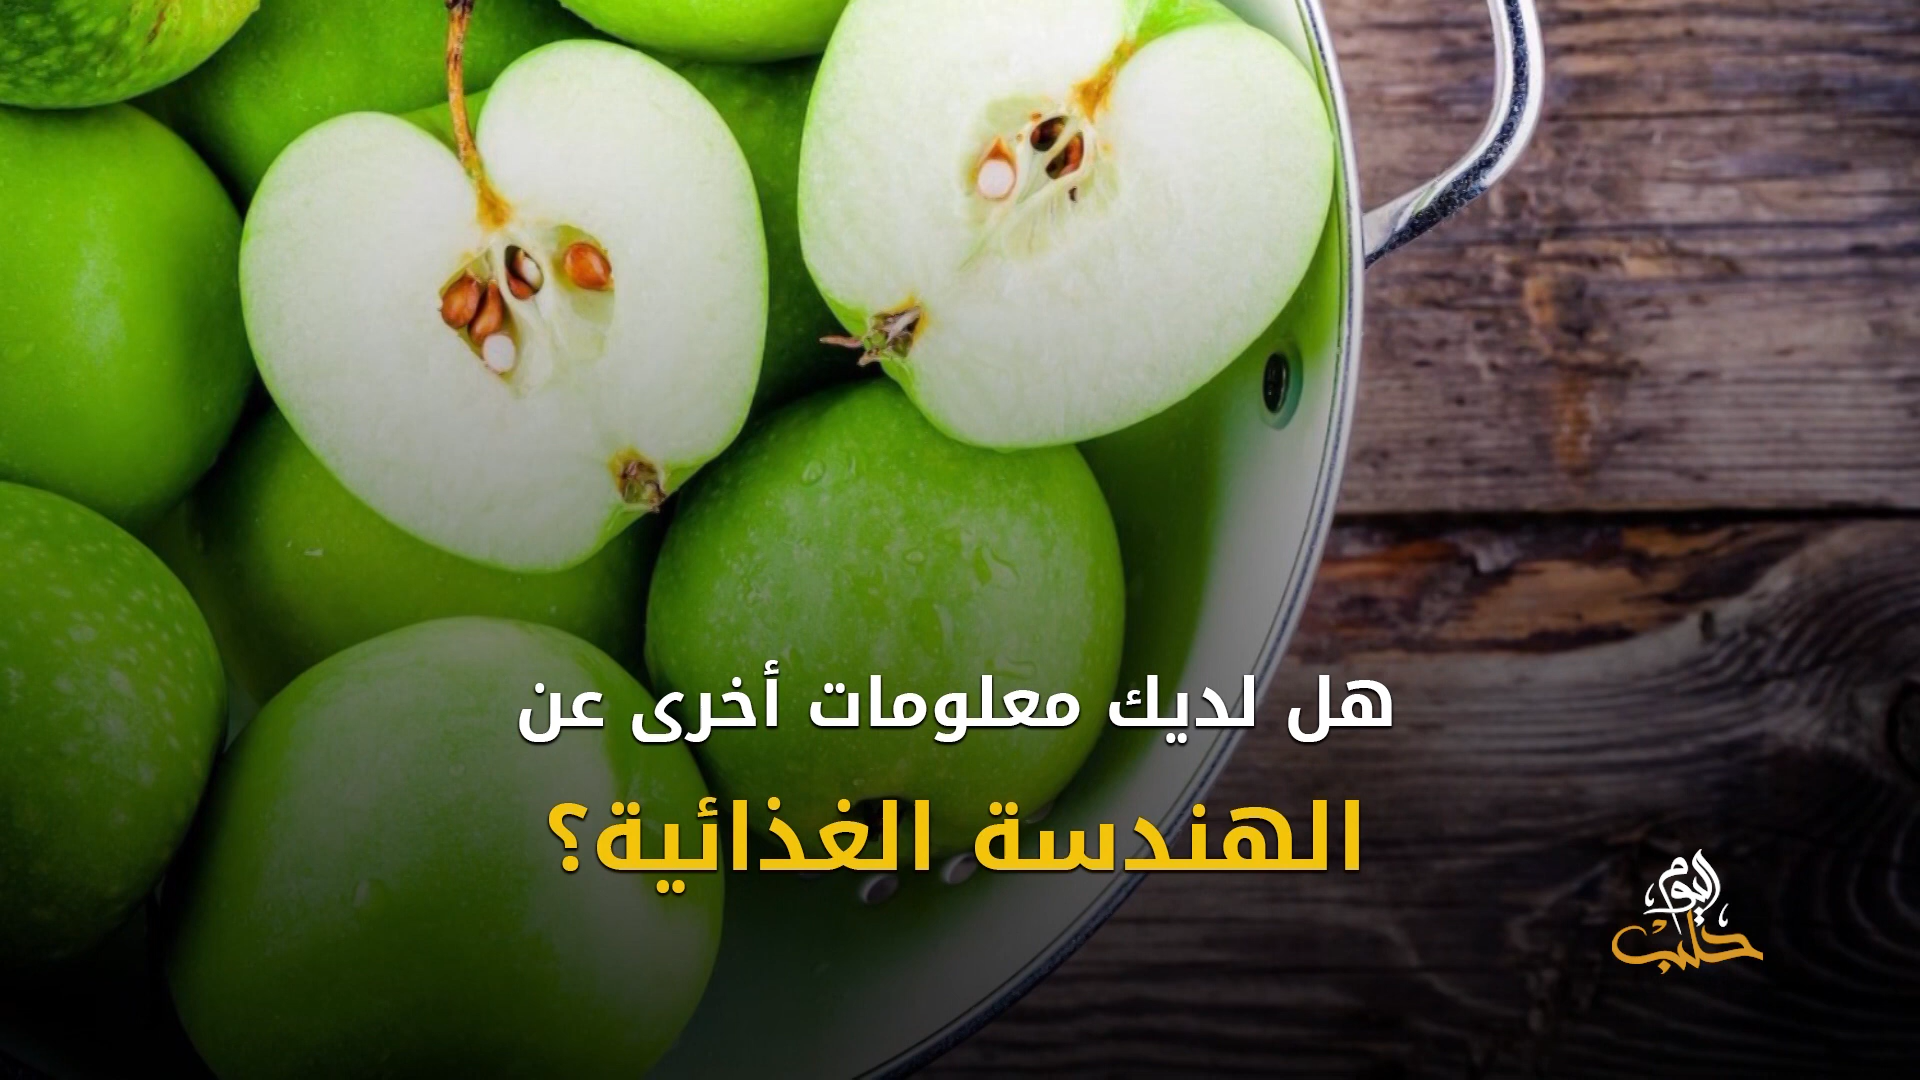 هل لديك معلومات أخرى عن
الهندسة الغذائية؟
حلب
اليوم